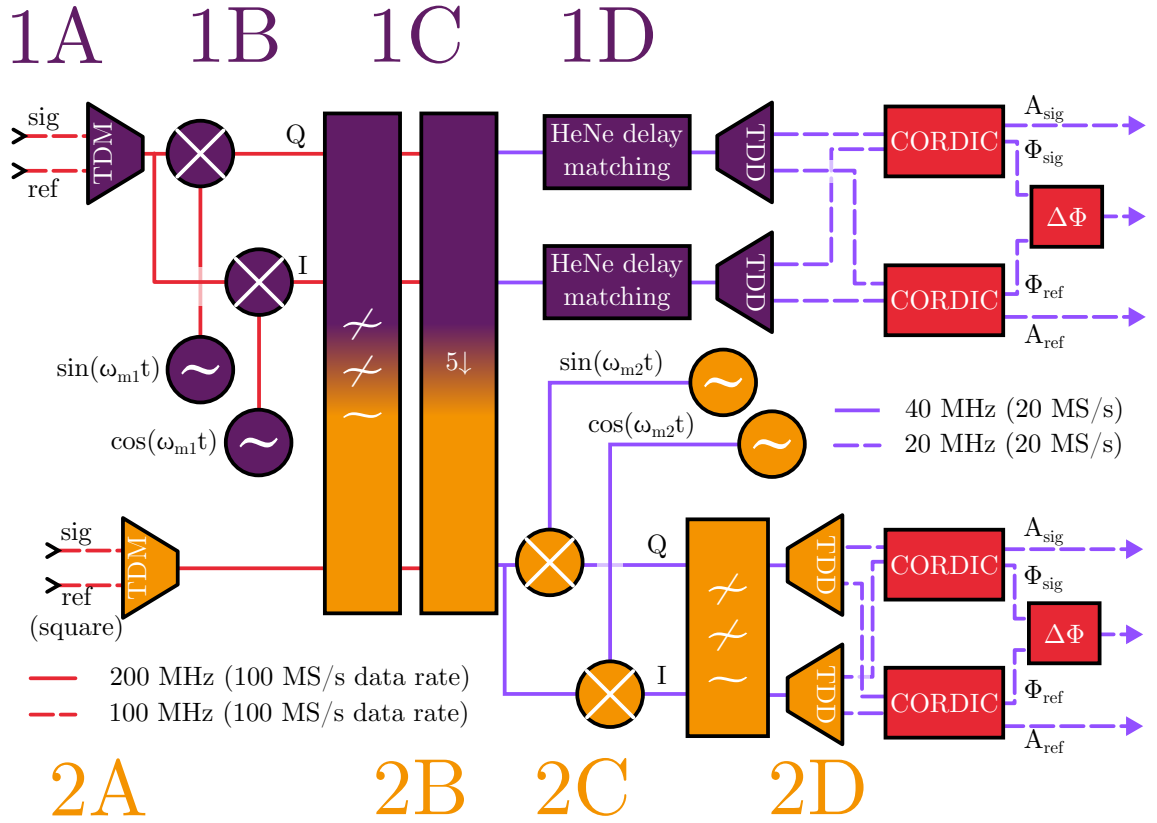 1A 1B 1C 1D
sig
ref
TDM
Q
I
HeNe delay
matching
TDD
CORDIC
A_sig
Φ_sig
ΔΦ
HeNe delay
matching
TDD
CORDIC
Φ_ref
A_ref
sin(ω_m1t)
cos(ω_m1t)
5↓
sin(ω_m2t)
cos(ω_m2t)
40 MHz (20 MS/s)
20 MHz (20 MS/s)
sig
ref
(square)
TDM
Q
I
TDD
CORDIC
A_sig
Φ_sig
ΔΦ
TDD
CORDIC
Φ_ref
A_ref
200 MHz (100 MS/s data rate)
100 MHz (100 MS/s data rate)
2A 2B 2C 2D